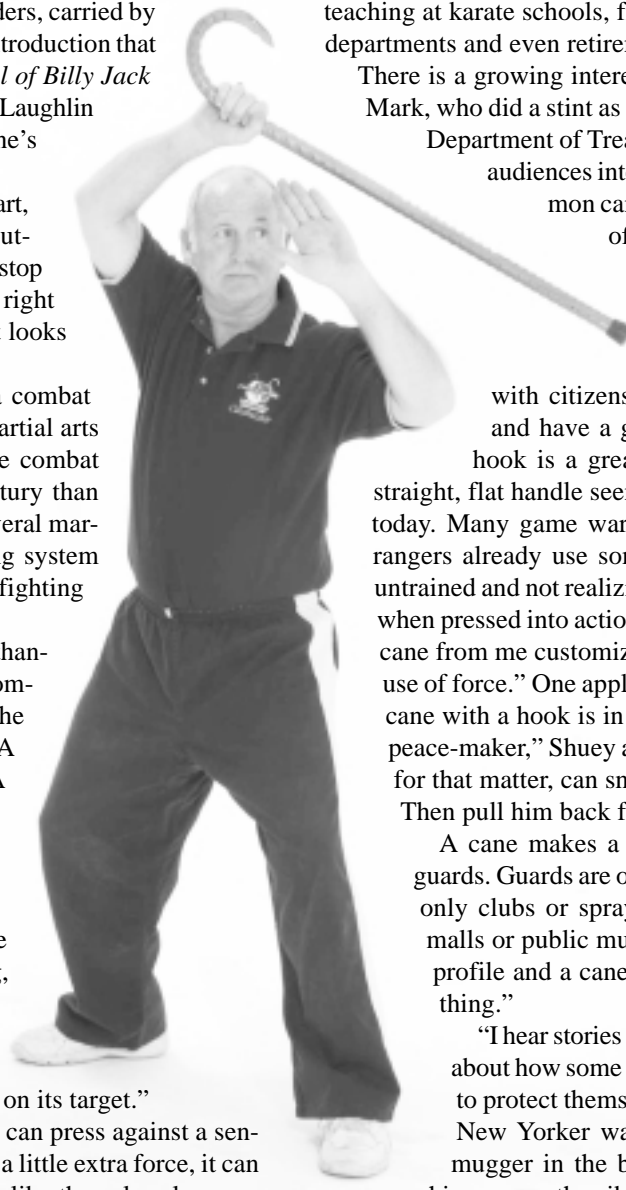 ders, carried by
troduction that
l of Billy Jack
Laughlin
ne's
art,
ut-
stop
right
looks
combat
artial arts
e combat
tury than
veral mar-
g system
fighting
han-
om-
he
A
A
e
,
on its target.”
can press against a sen-
a little extra force, it can
teaching at karate schools, f
departments and even retire
There is a growing intere
Mark, who did a stint as
Department of Trea
audiences int
mon ca
of
with citizens
and have a g
hook is a grea
straight, flat handle see
today. Many game war
rangers already use so
untrained and not realiz
when pressed into actio
cane from me customiz
use of force.” One appl
cane with a hook is in
peace-maker,” Shuey a
for that matter, can sn
Then pull him back f
A cane makes a
guards. Guards are o
only clubs or spray
malls or public mu
profile and a cane
thing.”
“I hear stories
about how some
to protect thems
New Yorker wa
mugger in the b